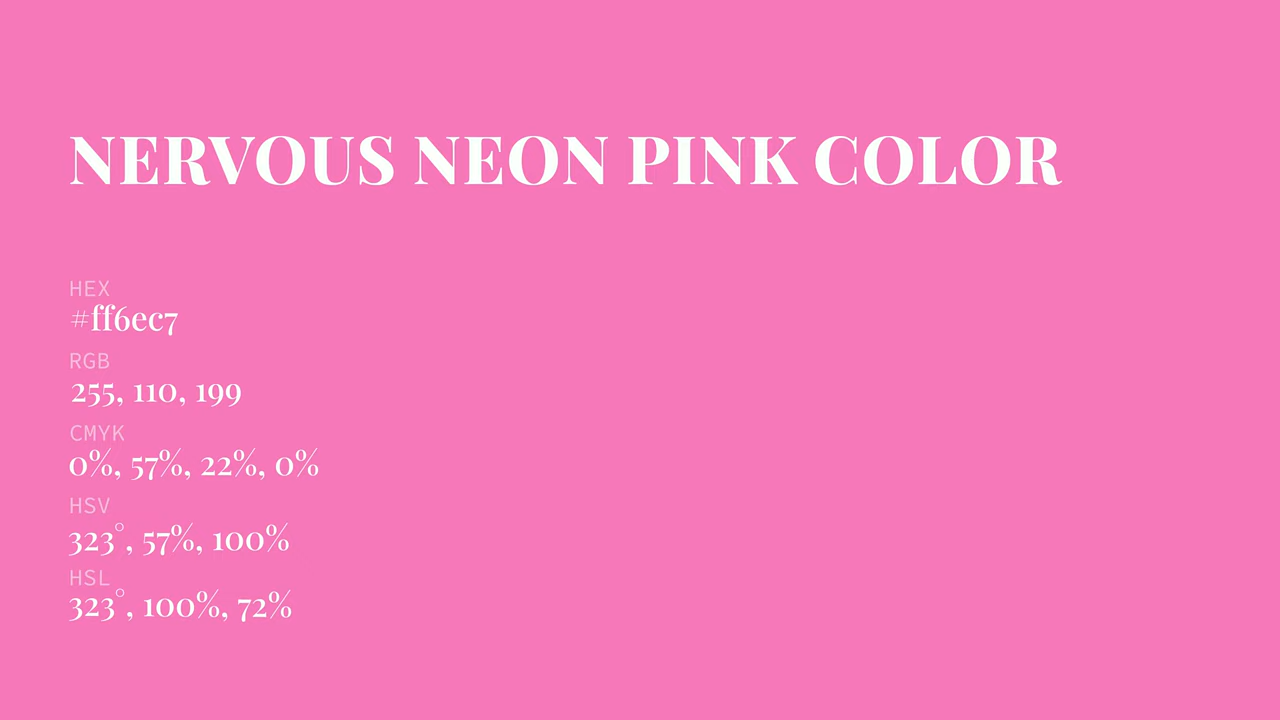 NERVOUS NEON PINK COLOR
HEX
#ff6ec7
RGB
255, 110, 199
CMYK
0%, 57%, 22%, 0%
HSV
323°, 57%, 100%
HSL
323°, 100%, 72%